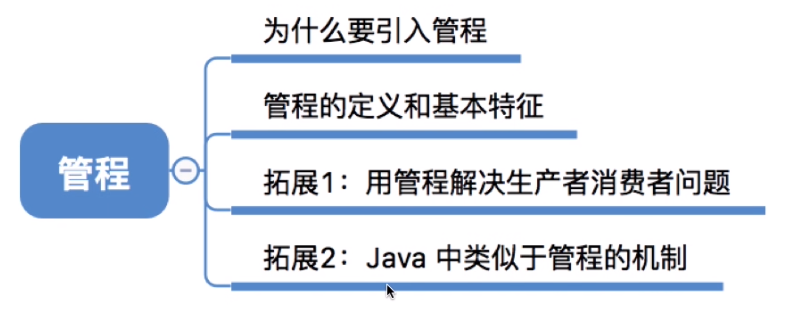 为什么要引入管程
管程的定义和基本特征
管程
拓展1：用管程解决生产者消费者问题
拓展2：Java 中类似于管程的机制